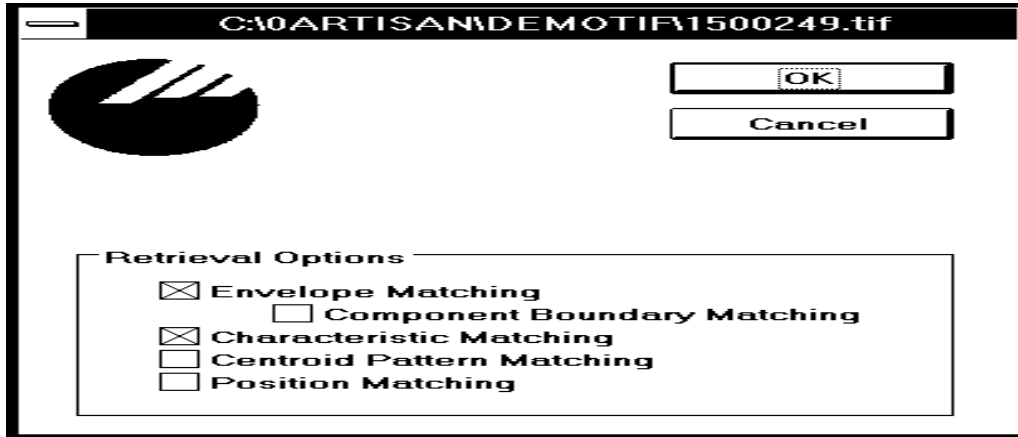 C:\0ARTISAN\DEMOTIF\1500249.tif
OK
Cancel
Retrieval Options
Envelope Matching
Component Boundary Matching
Characteristic Matching
Centroid Pattern Matching
Position Matching